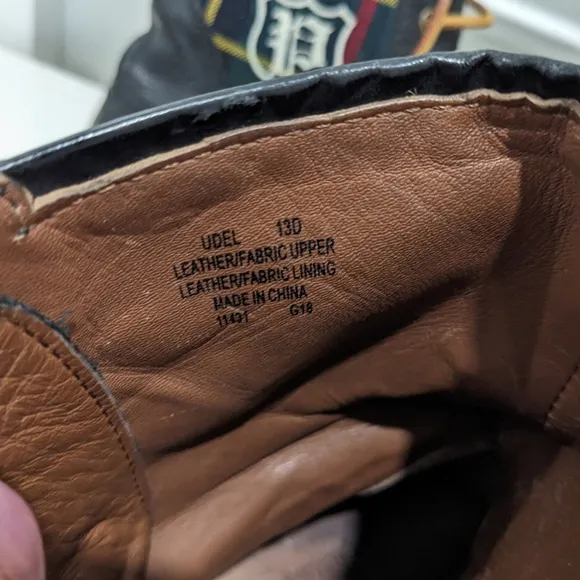 P
UDEL 13D
LEATHER/FABRIC UPPER
LEATHER/FABRIC LINING
MADE IN CHINA
11431 G18